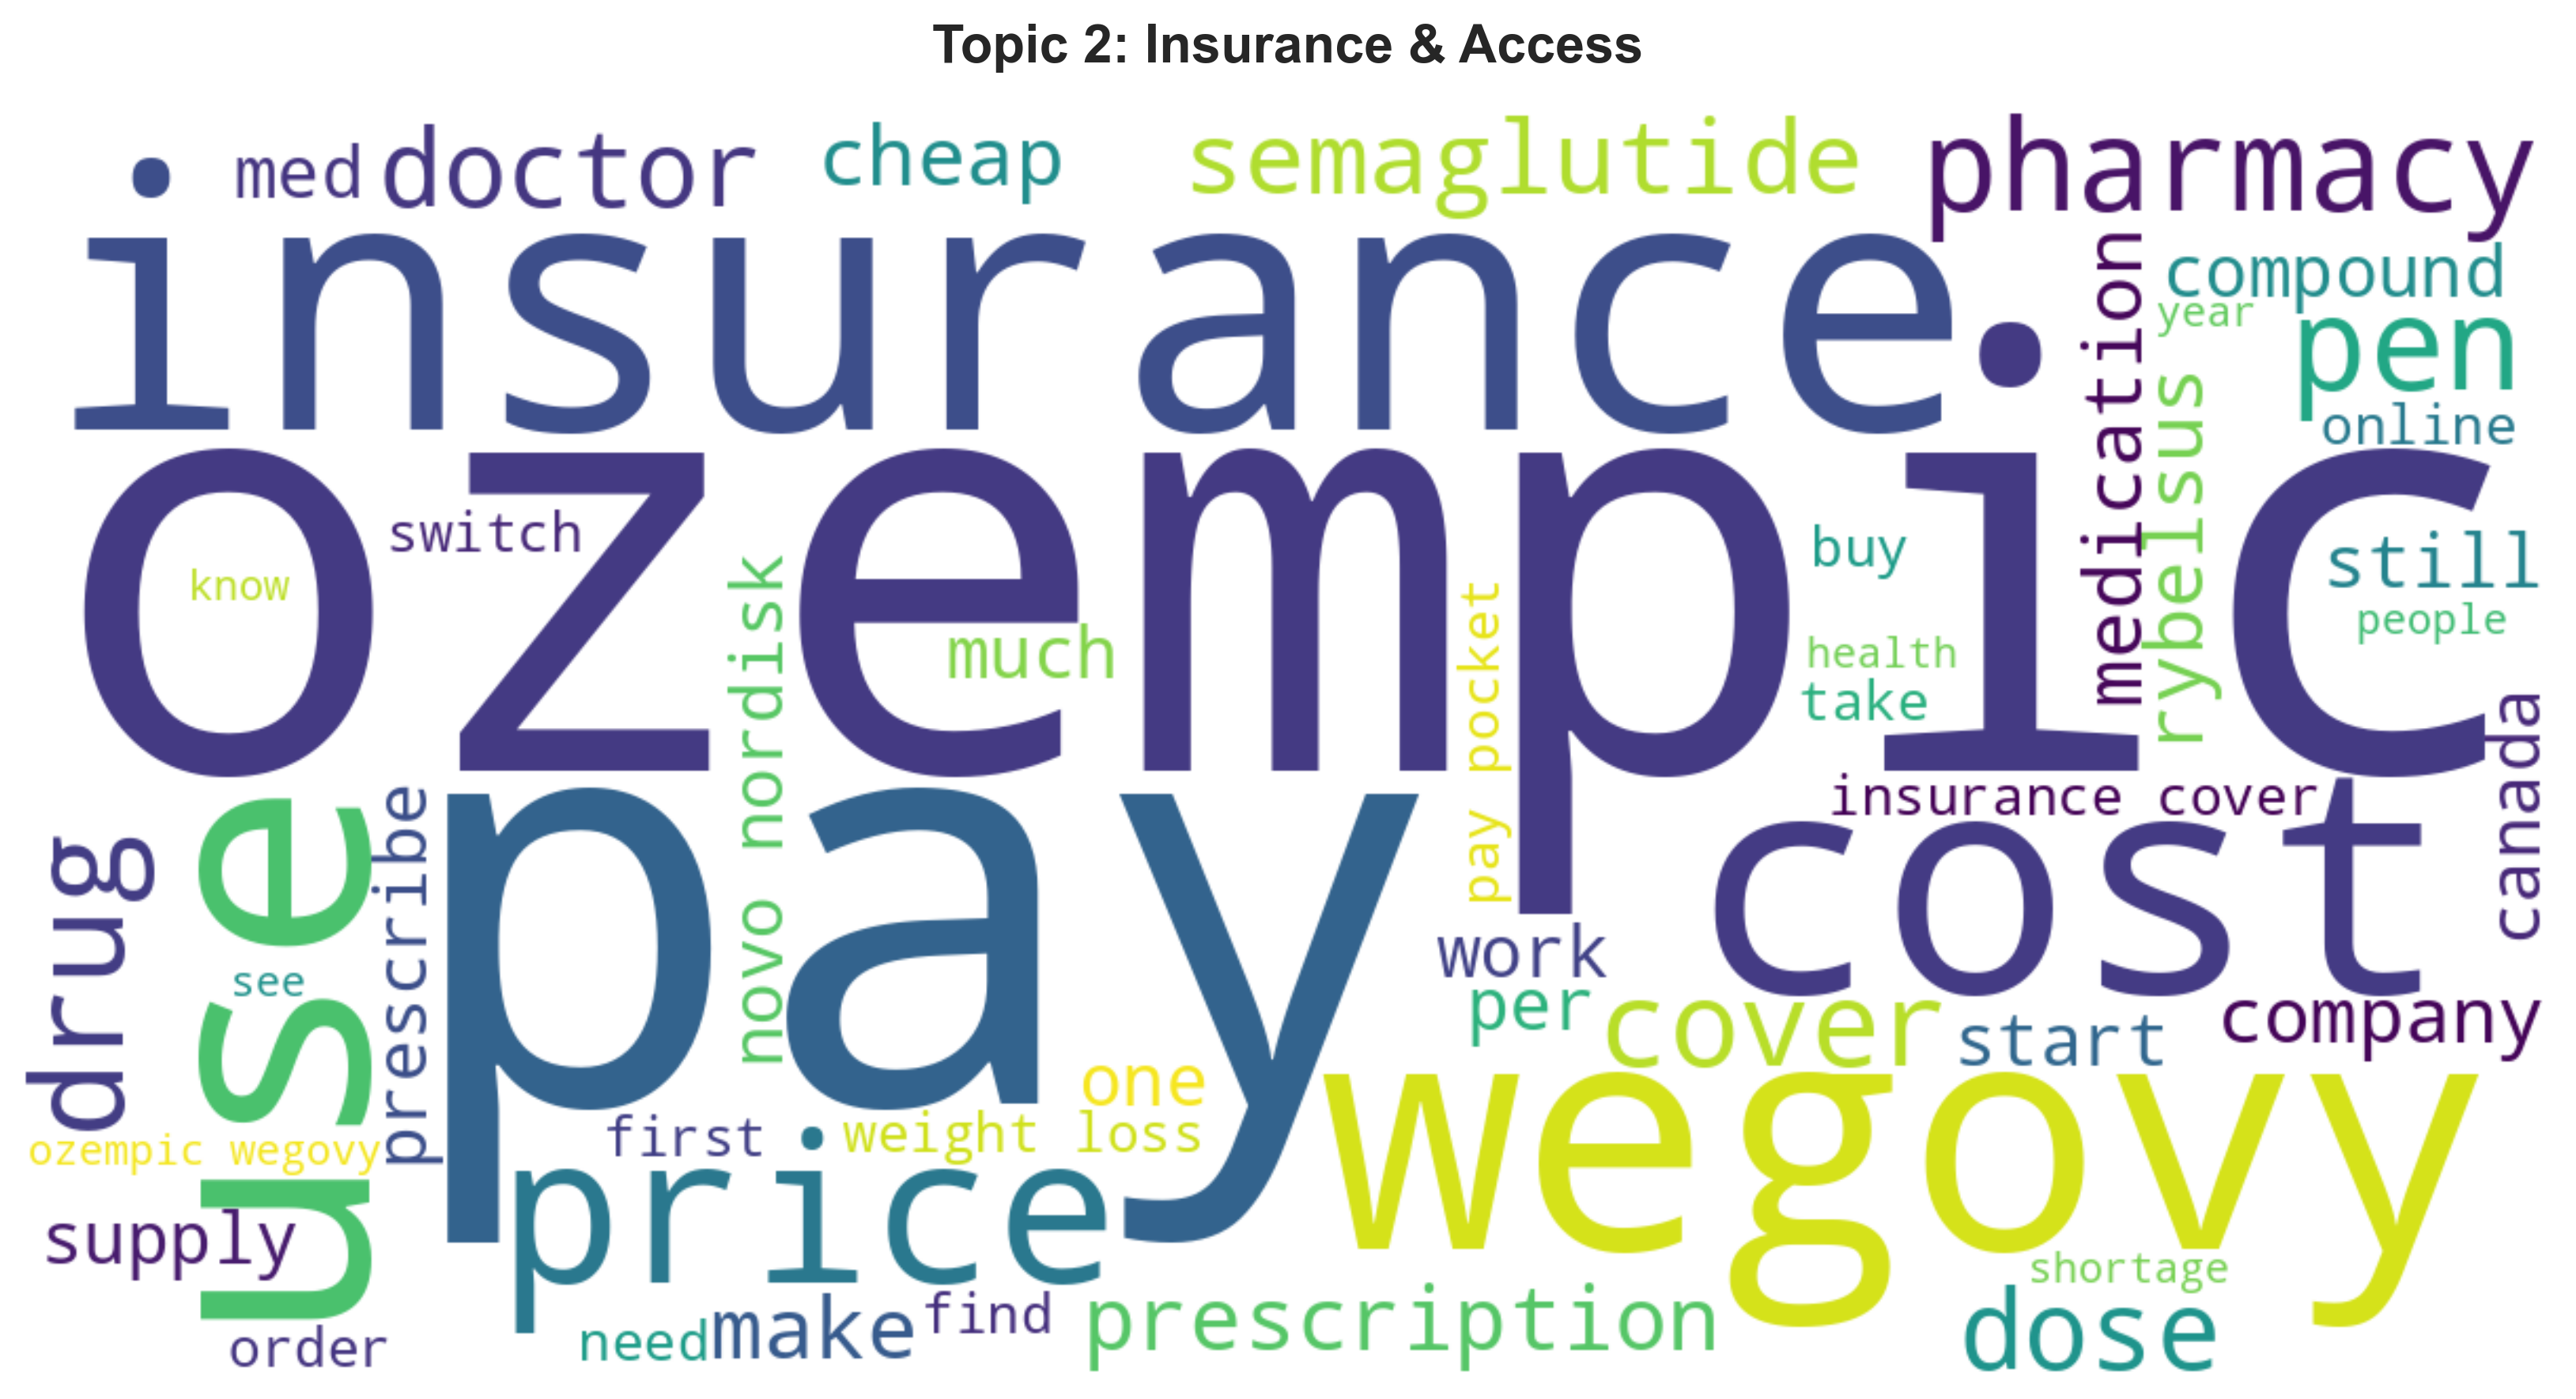 Topic 2: Insurance & Access
med
doctor
cheap
semaglutide
pharmacy
insurance
medication
compound
year
pen
rybelsus
online
ozempic
switch
know
novo nordisk
much
pay pocket
buy
health
take
still
people
canada
drug
use
see
prescribe
pay
insurance cover
cost
work
per
cover
start
company
ozempic wegovy
first
weight loss
one
wegovy
supply
price
shortage
order
need
make
find
prescription
dose